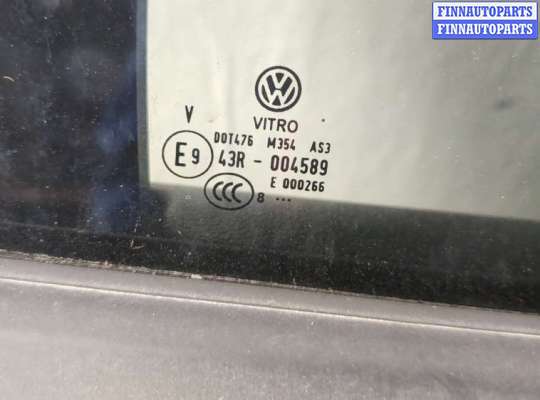 FINNAUTOPARTS
FINNAUTOPARTS
VITRO
V
DOT476 M354 AS3
E9 43R - 004589
E 000266
CCC 8 ...